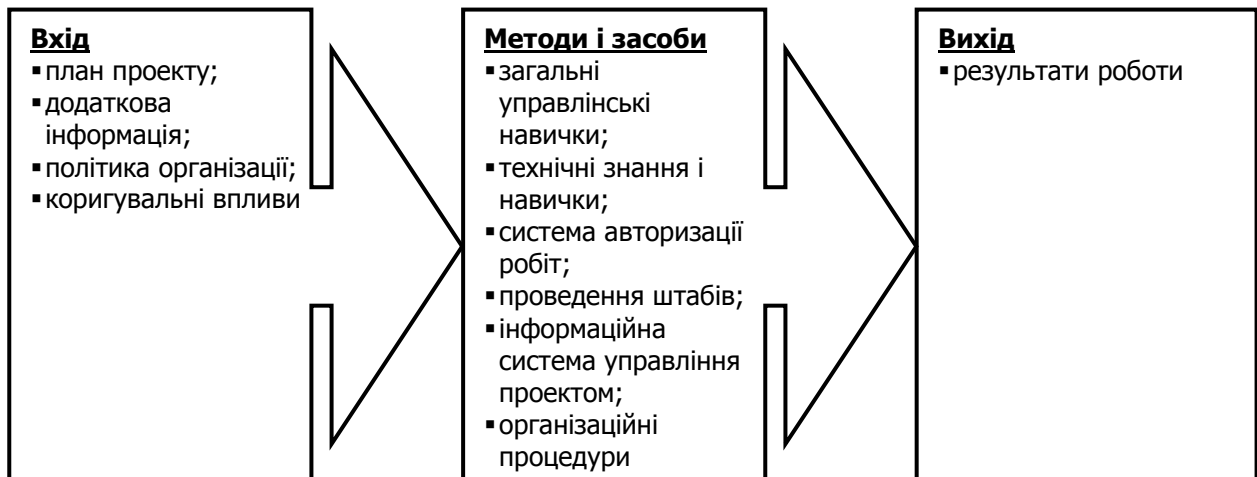 Вхід
▪план проекту;
▪додаткова
інформація;
▪політика організації;
▪коригувальні впливи
Методи і засоби
▪загальні
управлінські
навички;
▪технічні знання і
навички;
▪система авторизації
робіт;
▪проведення штабів;
▪інформаційна
система управління
проектом;
▪організаційні
процедури
Вихід
▪результати роботи